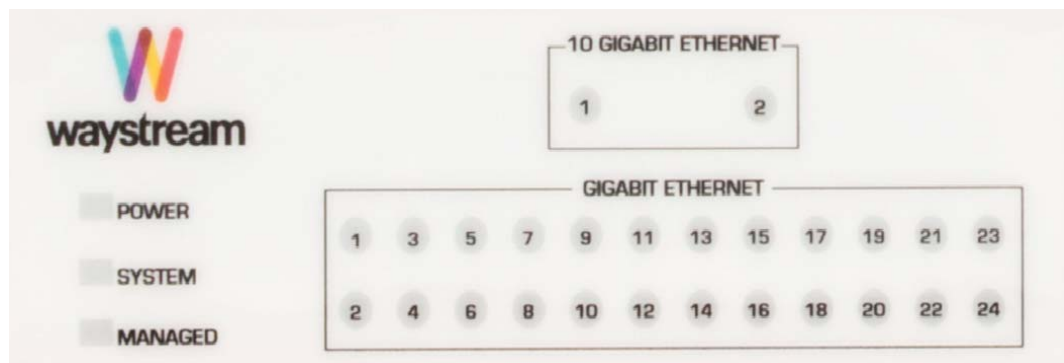 waystream
10 GIGABIT ETHERNET
1 2
POWER
SYSTEM
MANAGED
GIGABIT ETHERNET
1 3 5 7 9 11 13 15 17 19 21 23
2 4 6 8 10 12 14 16 18 20 22 24